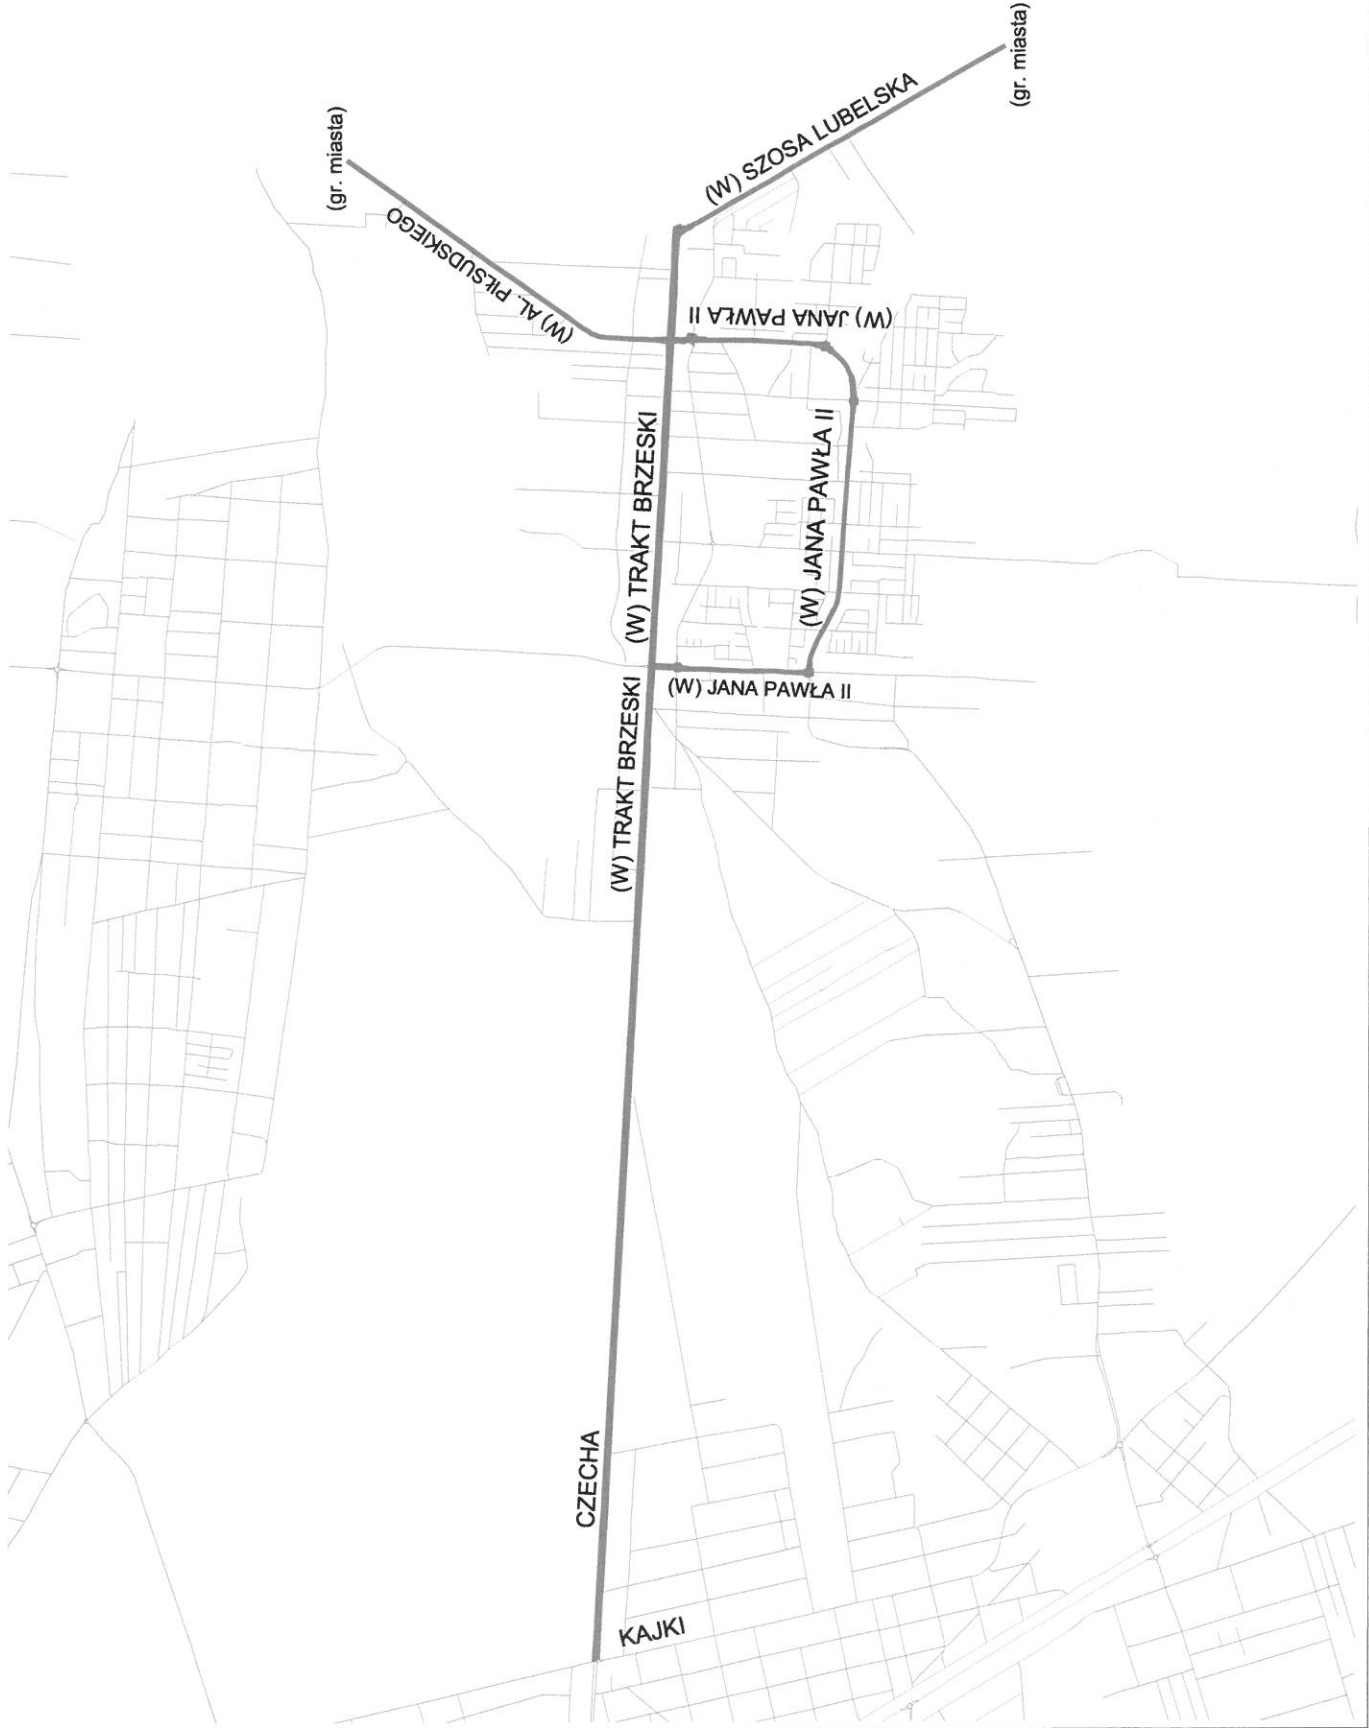 (gr. miasta)
(W) AL. PIŁSUDSKIEGO
(gr. miasta)
(W) SZOSA LUBELSKA
(W) JANA PAWŁA II
(W) TRAKT BRZESKI
(W) JANA PAWŁA II
(W) TRAKT BRZESKI
(W) JANA PAWŁA II
CZECHA
KAJKI